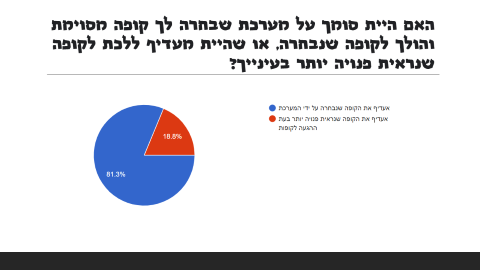 האם היית סומך על מערכת שבחרה לך קופה מסוימת
והולך לקופה שנבחרה, או שהיית מעדיף ללכת לקופה
שנראית פנויה יותר בעינייך?
אעדיף את הקופה שנבחרה על ידי המערכת
אעדיף את הקופה שנראית פנויה יותר בעת
ההגעה לקופות
18.8%
81.3%